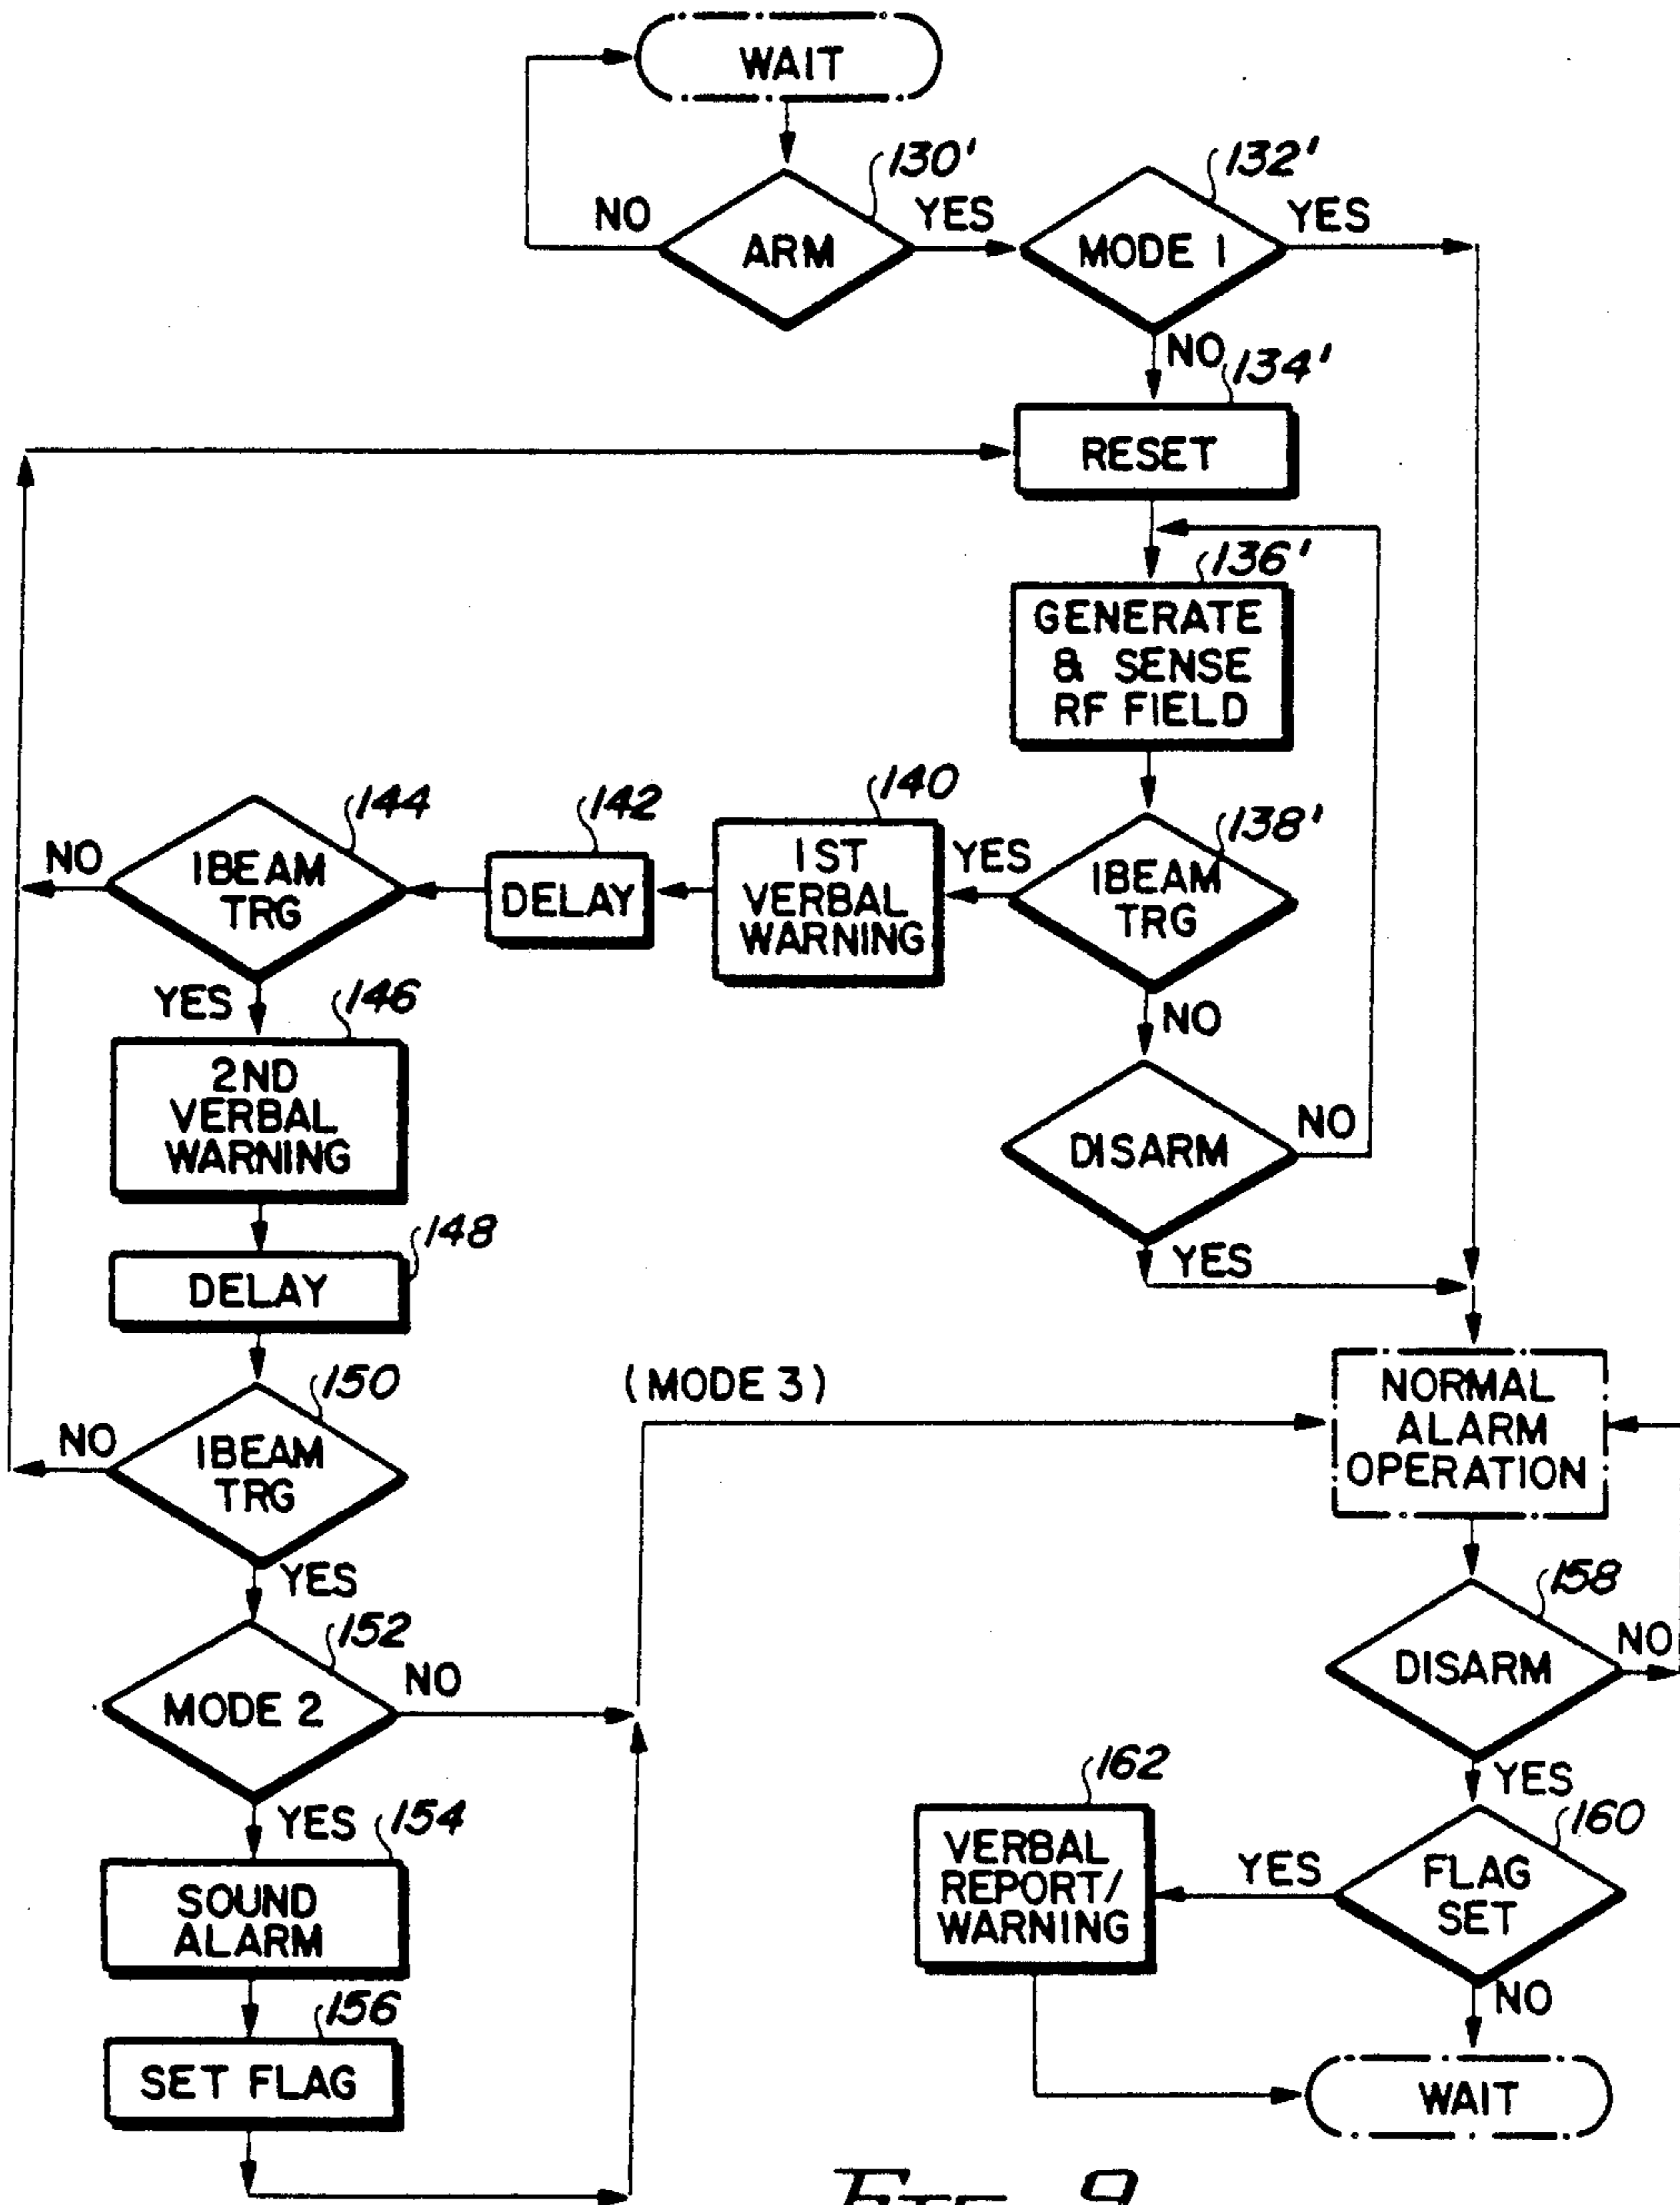 WAIT
130'
132'
NO
YES
YES
ARM
MODE 1
NO
134'
RESET
136'
GENERATE
& SENSE
RF FIELD
144
142
140
138'
NO
IBEAM
TRG
DELAY
1ST
VERBAL
WARNING
YES
IBEAM
TRG
YES
146
NO
2ND
VERBAL
WARNING
DISARM
NO
148
YES
DELAY
150
(MODE 3)
NORMAL
ALARM
OPERATION
NO
IBEAM
TRG
YES
158
152
NO
DISARM
NO
MODE 2
162
YES
YES
154
160
VERBAL
REPORT/
WARNING
YES
FLAG
SET
SOUND
ALARM
156
NO
SET FLAG
WAIT
FIG. 9